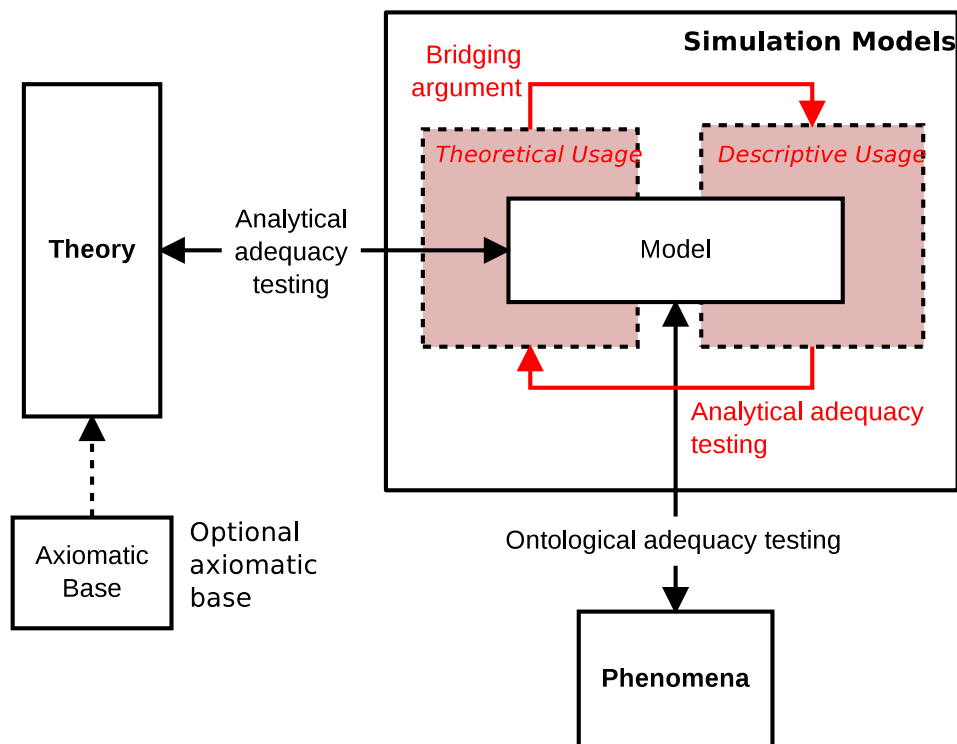 Simulation Models
Bridging
argument
Theoretical Usage
Descriptive Usage
Theory
Analytical
adequacy
testing
Model
Analytical adequacy
testing
Axiomatic
Base
Optional
axiomatic
base
Ontological adequacy testing
Phenomena